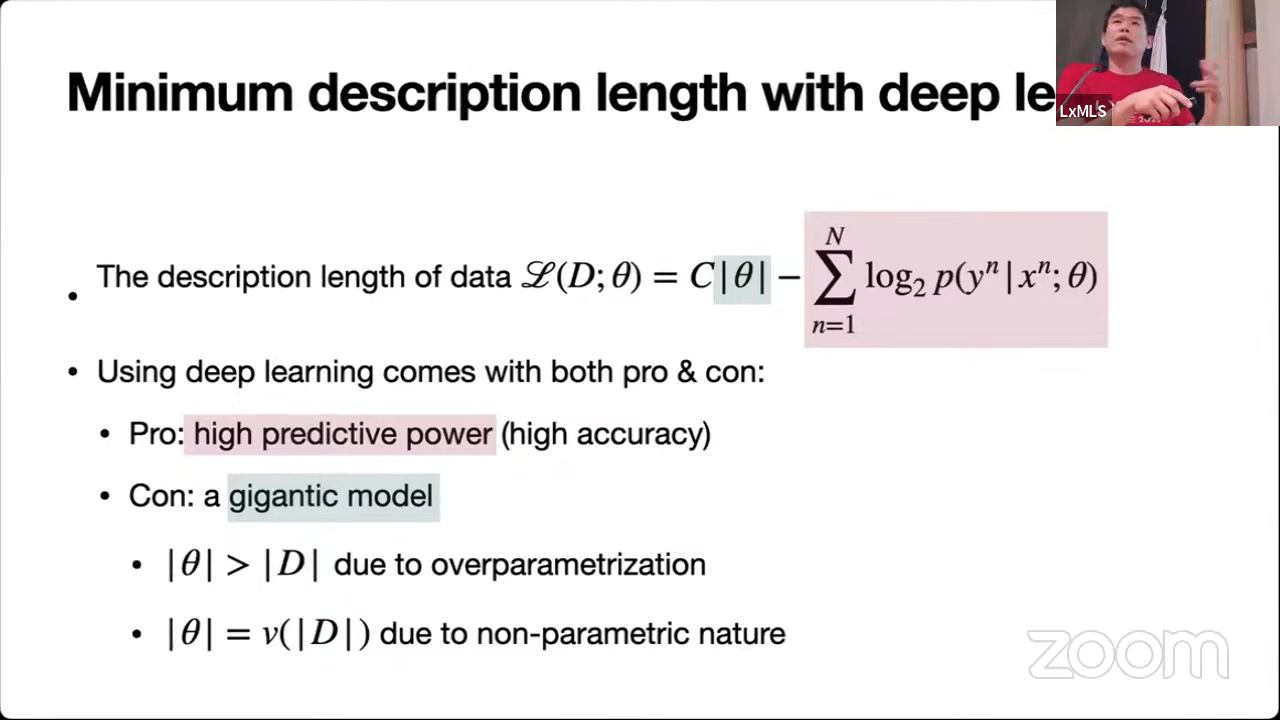 Minimum description length with deep le
LxMLS
The description length of data ℒ(D; θ) = C|θ| − ∑_{n=1}^{N} log₂ p(yⁿ | xⁿ; θ)
Using deep learning comes with both pro & con:
Pro: high predictive power (high accuracy)
Con: a gigantic model
|θ| > |D| due to overparametrization
|θ| = v(|D|) due to non-parametric nature
zoom